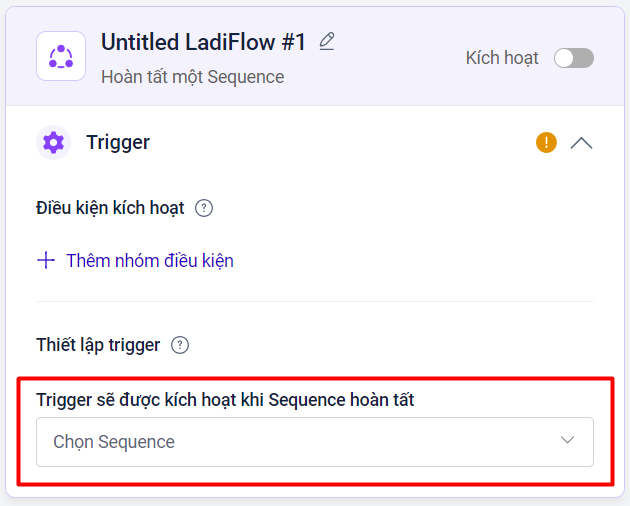 Untitled LadiFlow #1
Hoàn tất một Sequence
Kích hoạt
Trigger
Điều kiện kích hoạt
Thêm nhóm điều kiện
Thiết lập trigger
Trigger sẽ được kích hoạt khi Sequence hoàn tất
Chọn Sequence